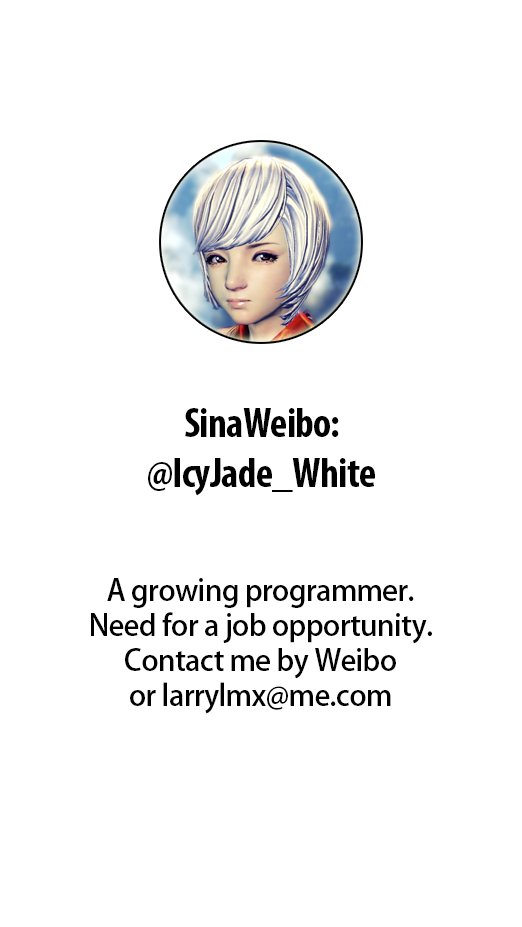 SinaWeibo:
@IcyJade_White
A growing programmer.
Need for a job opportunity.
Contact me by Weibo
or larrylmx@me.com